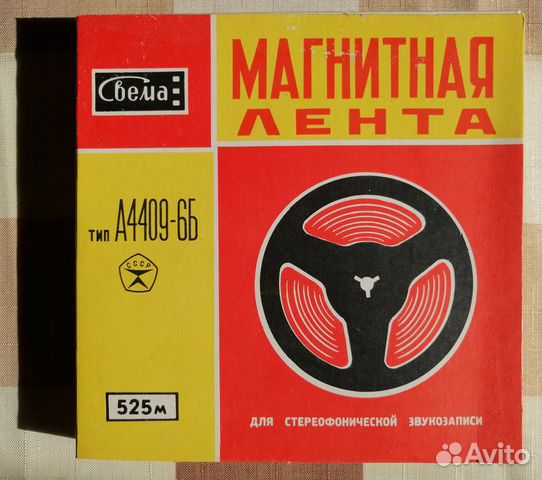 Свема
МАГНИТНАЯ
ЛЕНТА
тип А4409-6Б
СССР
525м
ДЛЯ СТЕРЕОФОНИЧЕСКОЙ ЗВУКОЗАПИСИ
Avito